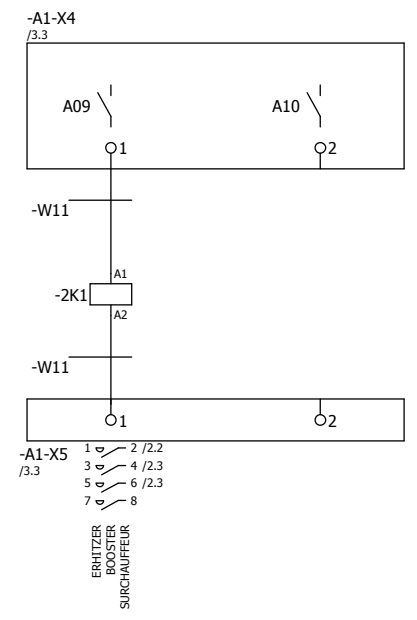 -A1-X4
/3.3
A09
A10
1
2
-W11
A1
-2K1
A2
-W11
1
2
-A1-X5
/3.3
1 2 /2.2
3 4 /2.3
5 6 /2.3
7 8
ERHITZER
BOOSTER
SURCHAUFFEUR